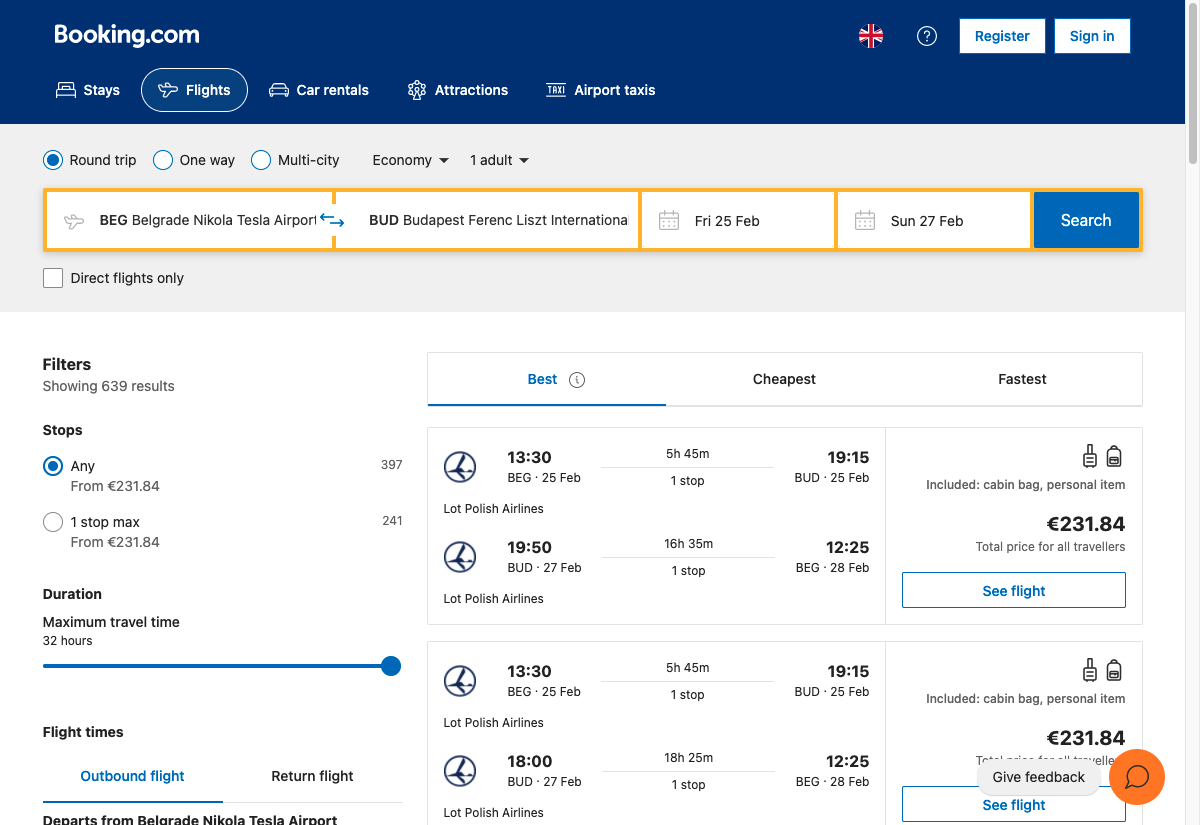 Booking.com
Register
Sign in
Stays
Flights
Car rentals
Attractions
TAXI
Airport taxis
Round trip
One way
Multi-city
Economy
1 adult
BEG Belgrade Nikola Tesla Airport
BUD Budapest Ferenc Liszt Internationa
Fri 25 Feb
Sun 27 Feb
Search
Direct flights only
Filters
Showing 639 results
Stops
Any
397
From €231.84
1 stop max
241
From €231.84
Duration
Maximum travel time
32 hours
Flight times
Outbound flight
Return flight
Departs from Belgrade Nikola Tesla Airport
Best
Cheapest
Fastest
13:30
BEG · 25 Feb
5h 45m
1 stop
19:15
BUD · 25 Feb
Lot Polish Airlines
19:50
BUD · 27 Feb
16h 35m
1 stop
12:25
BEG · 28 Feb
Lot Polish Airlines
Included: cabin bag, personal item
€231.84
Total price for all travellers
See flight
13:30
BEG · 25 Feb
5h 45m
1 stop
19:15
BUD · 25 Feb
Lot Polish Airlines
18:00
BUD · 27 Feb
18h 25m
1 stop
12:25
BEG · 28 Feb
Lot Polish Airlines
Included: cabin bag, personal item
€231.84
Total price for all travelle
Give feedback
See flight